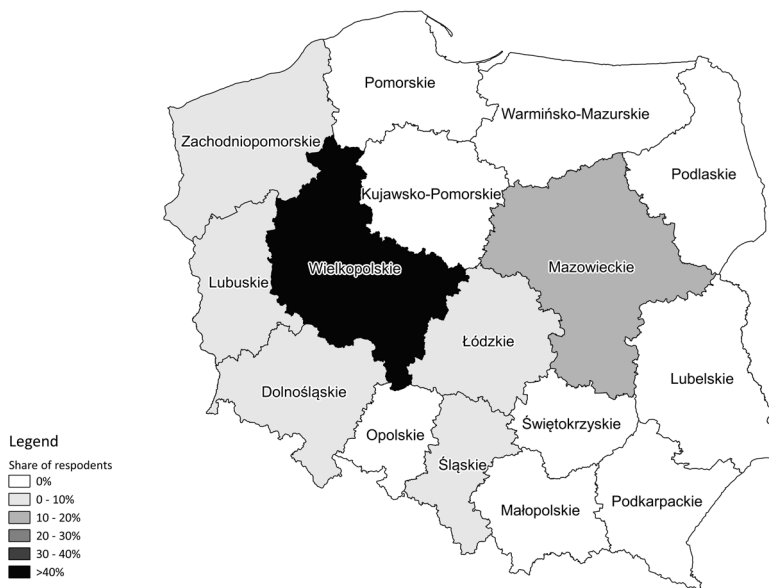 Pomorskie
Warmińsko-Mazurskie
Zachodniopomorskie
Podlaskie
Kujawsko-Pomorskie
Wielkopolskie
Mazowieckie
Lubuskie
Łódzkie
Lubelskie
Dolnośląskie
Świętokrzyskie
Opolskie
Śląskie
Podkarpackie
Małopolskie
Legend
Share of respodents
0%
0 - 10%
10 - 20%
20 - 30%
30 - 40%
>40%